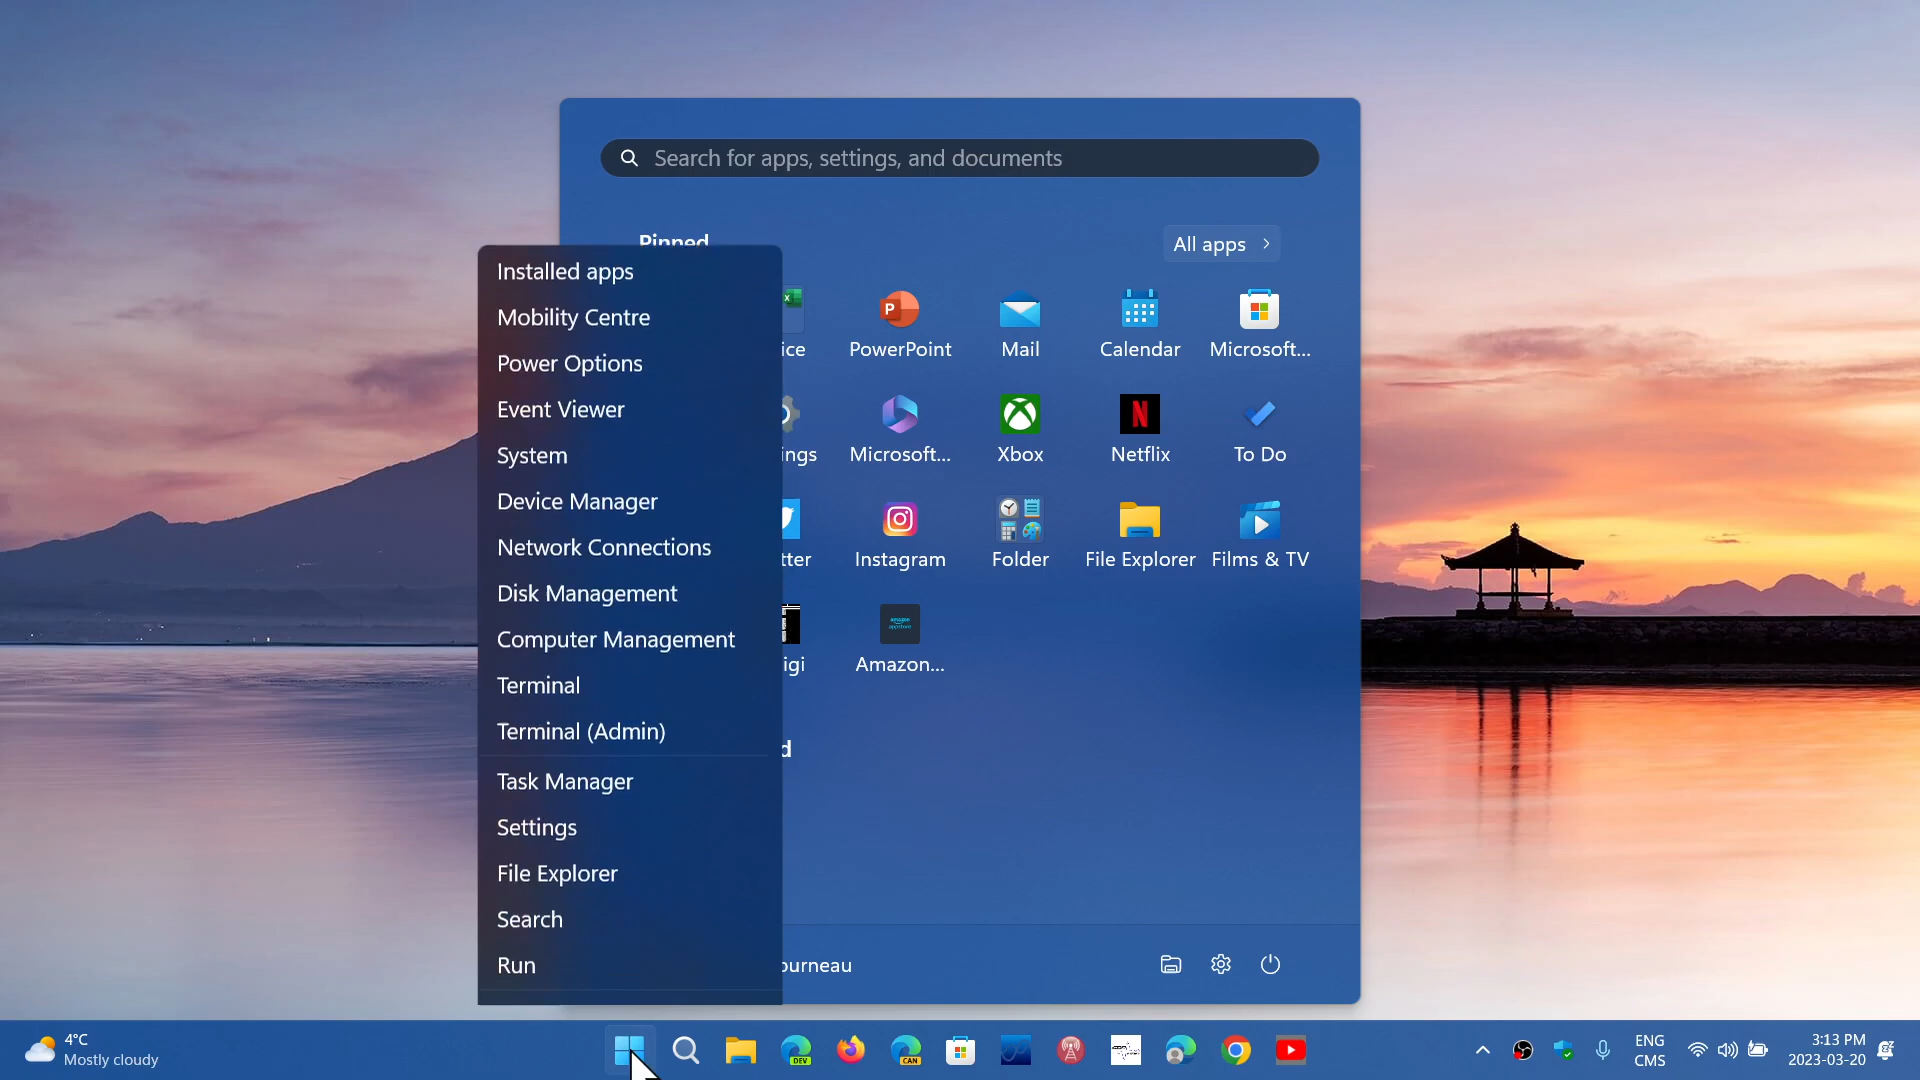 Search for apps, settings, and documents
Pinned
All apps
Installed apps
Mobility Centre
Power Options
Event Viewer
System
Device Manager
Network Connections
Disk Management
Computer Management
Terminal
Terminal (Admin)
Task Manager
Settings
File Explorer
Search
Run
ice
PowerPoint
Mail
Calendar
Microsoft...
ings
Microsoft...
Xbox
Netflix
To Do
tter
Instagram
Folder
File Explorer
Films & TV
igi
Amazon...
d
ourneau
4°C
Mostly cloudy
DEV
CAN
ENG
CMS
3:13 PM
2023-03-20